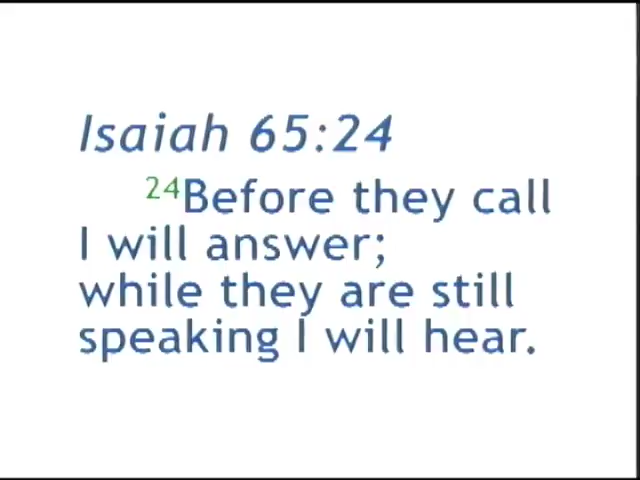 Isaiah 65:24
24Before they call
I will answer;
while they are still
speaking I will hear.